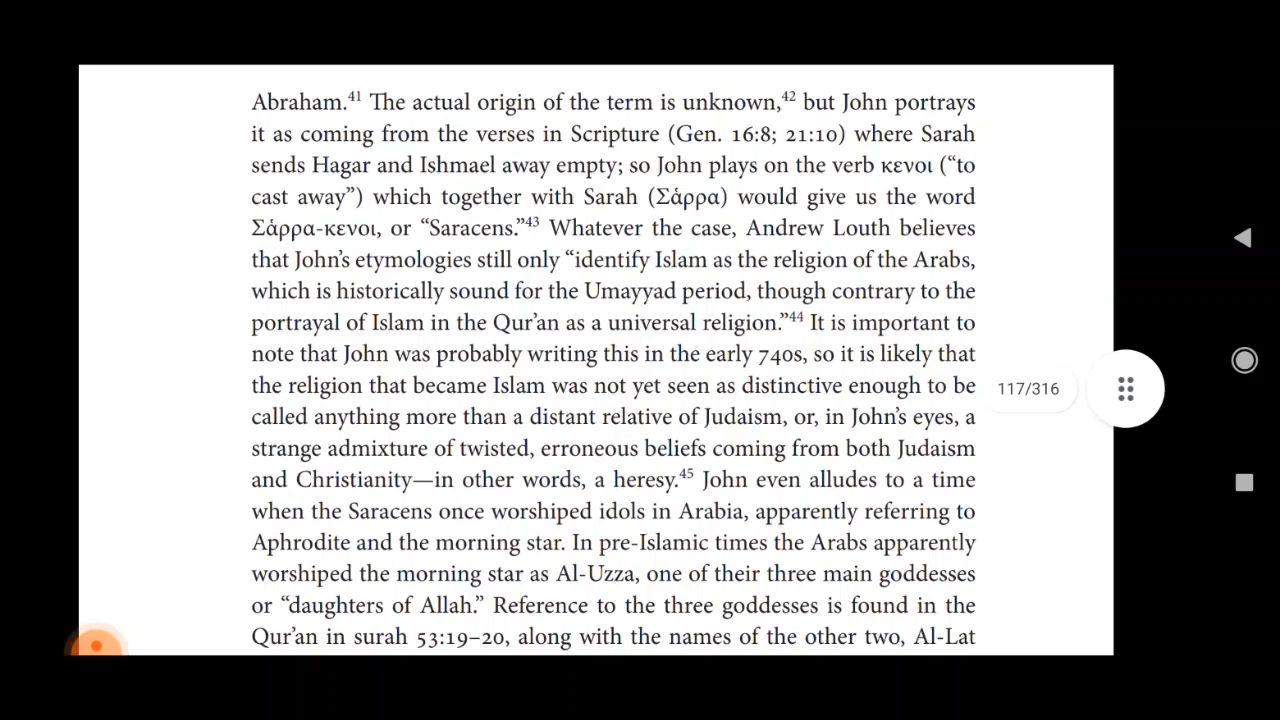 Abraham.⁴¹ The actual origin of the term is unknown,⁴² but John portrays
it as coming from the verses in Scripture (Gen. 16:8; 21:10) where Sarah
sends Hagar and Ishmael away empty; so John plays on the verb κενοι (“to
cast away”) which together with Sarah (Σάρρα) would give us the word
Σάρρα-κενοι, or “Saracens.”⁴³ Whatever the case, Andrew Louth believes
that John’s etymologies still only “identify Islam as the religion of the Arabs,
which is historically sound for the Umayyad period, though contrary to the
portrayal of Islam in the Qur’an as a universal religion.”⁴⁴ It is important to
note that John was probably writing this in the early 740s, so it is likely that
the religion that became Islam was not yet seen as distinctive enough to be
called anything more than a distant relative of Judaism, or, in John’s eyes, a
strange admixture of twisted, erroneous beliefs coming from both Judaism
and Christianity—in other words, a heresy.⁴⁵ John even alludes to a time
when the Saracens once worshiped idols in Arabia, apparently referring to
Aphrodite and the morning star. In pre-Islamic times the Arabs apparently
worshiped the morning star as Al-Uzza, one of their three main goddesses
or “daughters of Allah.” Reference to the three goddesses is found in the
Qur’an in surah 53:19–20, along with the names of the other two, Al-Lat
117/316